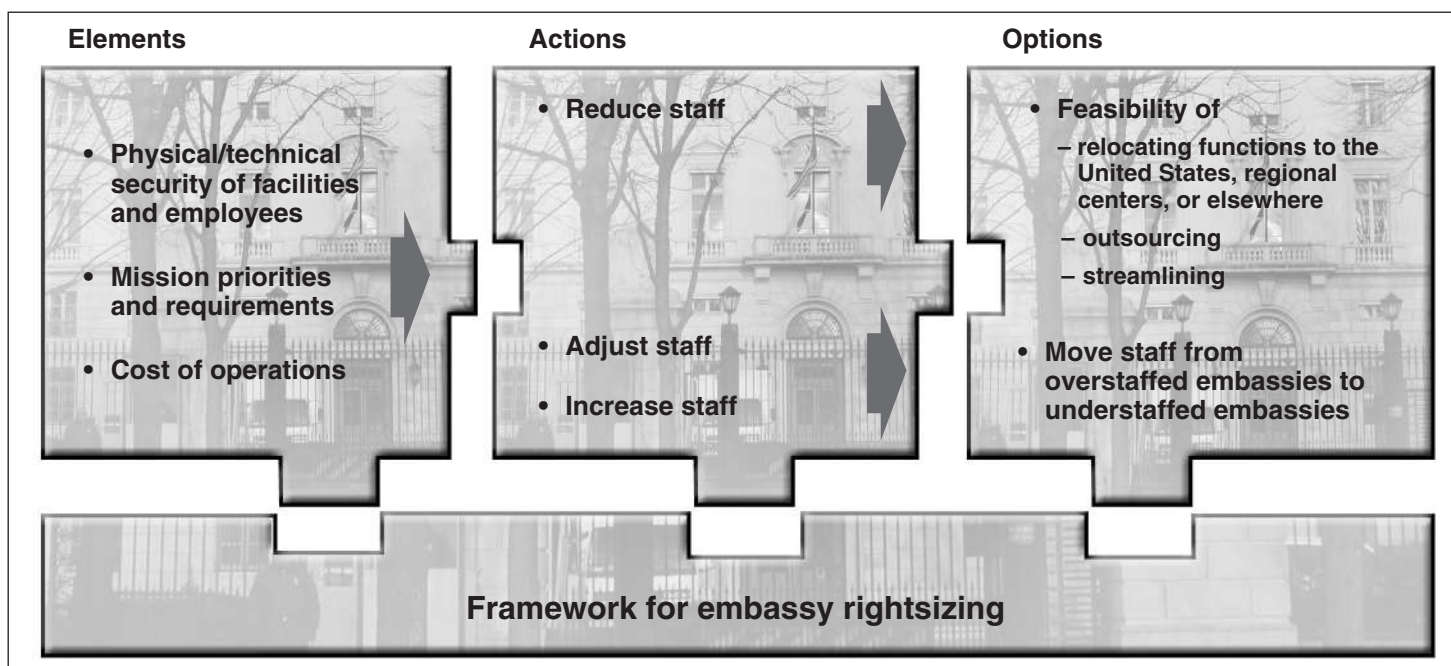 Elements
• Physical/technical
security of facilities
and employees
• Mission priorities
and requirements
• Cost of operations
Actions
• Reduce staff
• Adjust staff
• Increase staff
Options
• Feasibility of
– relocating functions to the
United States, regional
centers, or elsewhere
– outsourcing
– streamlining
• Move staff from
overstaffed embassies to
understaffed embassies
Framework for embassy rightsizing